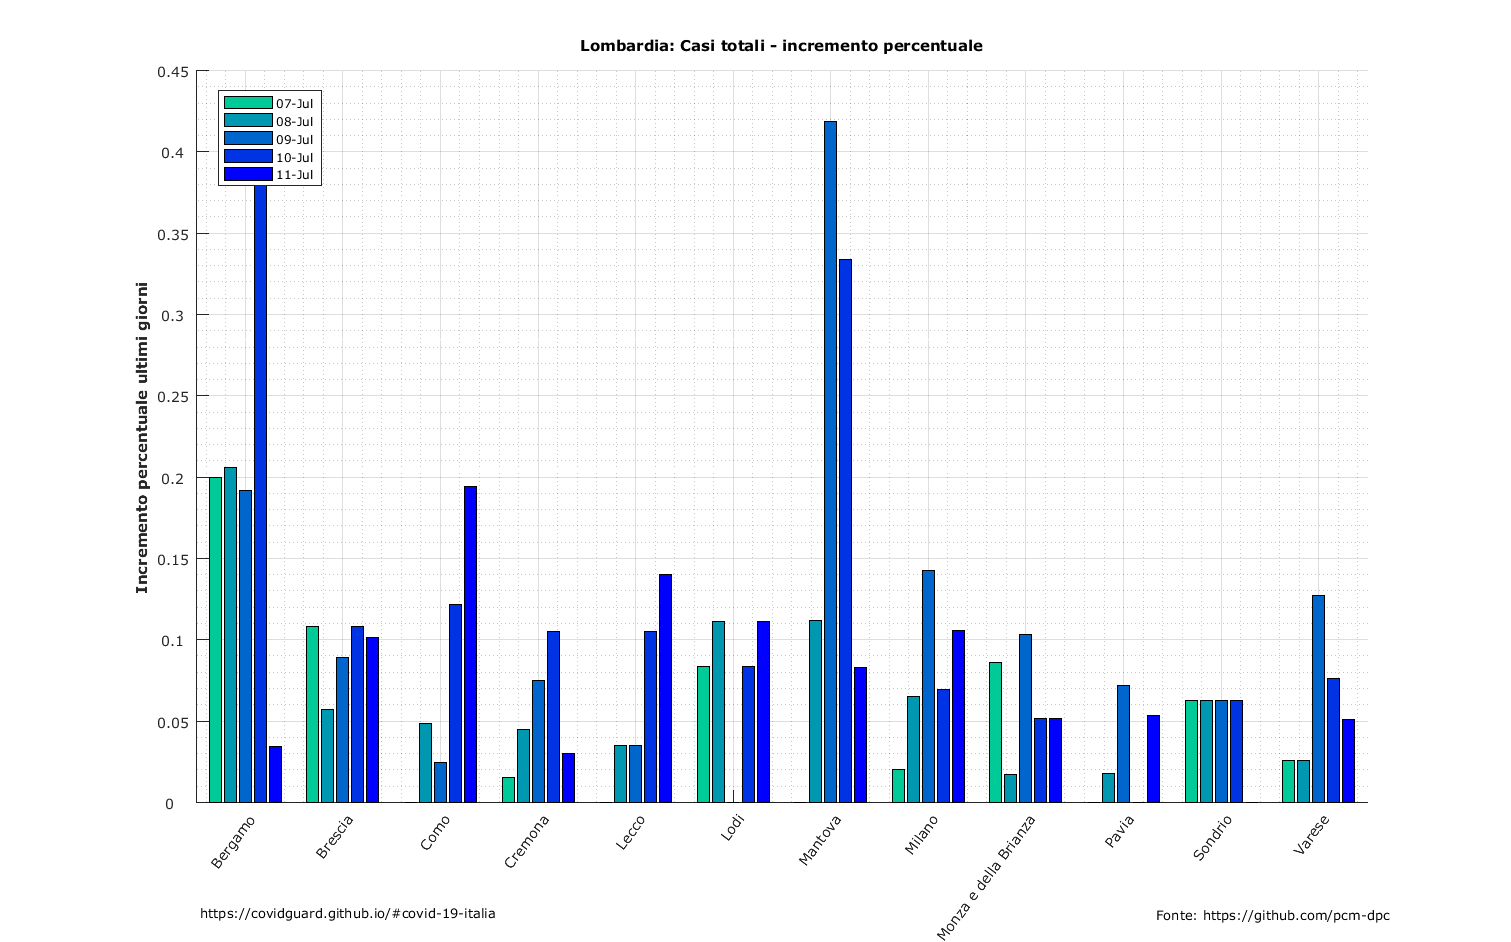 Lombardia: Casi totali - incremento percentuale
0.45
0.4
0.35
0.3
0.25
0.2
0.15
0.1
0.05
0
Incremento percentuale ultimi giorni
07-Jul
08-Jul
09-Jul
10-Jul
11-Jul
Bergamo
Brescia
Como
Cremona
Lecco
Lodi
Mantova
Milano
Monza e della Brianza
Pavia
Sondrio
Varese
https://covidguard.github.io/#covid-19-italia
Fonte: https://github.com/pcm-dpc